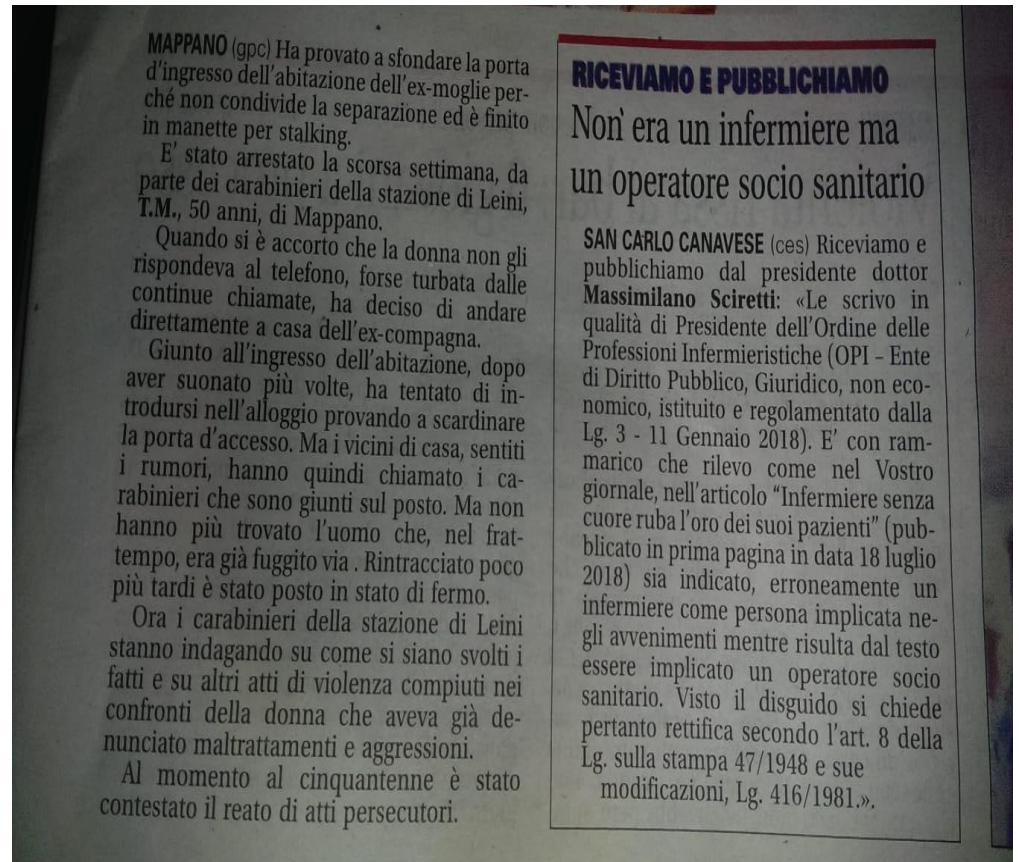 MAPPANO (gpc) Ha provato a sfondare la porta
d'ingresso dell'abitazione dell'ex-moglie per-
ché non condivide la separazione ed è finito
in manette per stalking.
E' stato arrestato la scorsa settimana, da
parte dei carabinieri della stazione di Leini,
T.M., 50 anni, di Mappano.
Quando si è accorto che la donna non gli
rispondeva al telefono, forse turbata dalle
continue chiamate, ha deciso di andare
direttamente a casa dell'ex-compagna.
Giunto all'ingresso dell'abitazione, dopo
aver suonato più volte, ha tentato di in-
trodursi nell'alloggio provando a scardinare
la porta d'accesso. Ma i vicini di casa, sentiti
i rumori, hanno quindi chiamato i ca-
rabinieri che sono giunti sul posto. Ma non
hanno più trovato l'uomo che, nel frat-
tempo, era già fuggito via . Rintracciato poco
più tardi è stato posto in stato di fermo.
Ora i carabinieri della stazione di Leini
stanno indagando su come si siano svolti i
fatti e su altri atti di violenza compiuti nei
confronti della donna che aveva già de-
nunciato maltrattamenti e aggressioni.
Al momento al cinquantenne è stato
contestato il reato di atti persecutori.
RICEVIAMO E PUBBLICHIAMO
Non era un infermiere ma
un operatore socio sanitario
SAN CARLO CANAVESE (ces) Riceviamo e
pubblichiamo dal presidente dottor
Massimilano Sciretti: «Le scrivo in
qualità di Presidente dell'Ordine delle
Professioni Infermieristiche (OPI - Ente
di Diritto Pubblico, Giuridico, non eco-
nomico, istituito e regolamentato dalla
Lg. 3 - 11 Gennaio 2018). E' con ram-
marico che rilevo come nel Vostro
giornale, nell'articolo "Infermiere senza
cuore ruba l'oro dei suoi pazienti" (pub-
blicato in prima pagina in data 18 luglio
2018) sia indicato, erroneamente un
infermiere come persona implicata ne-
gli avvenimenti mentre risulta dal testo
essere implicato un operatore socio
sanitario. Visto il disguido si chiede
pertanto rettifica secondo l'art. 8 della
Lg. sulla stampa 47/1948 e sue
modificazioni, Lg. 416/1981.».